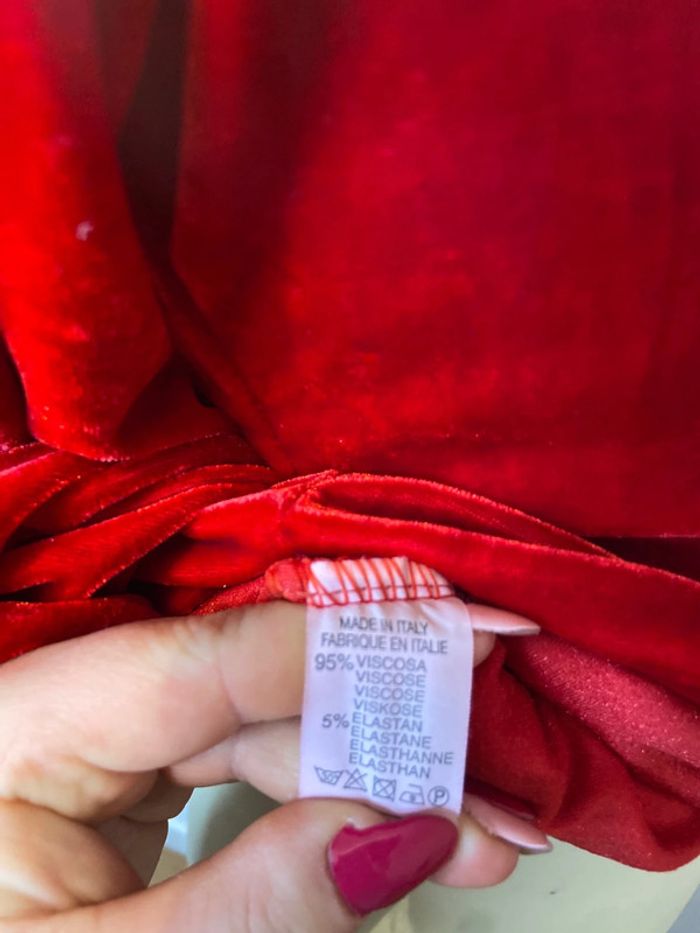 MADE IN ITALY
FABRIQUE EN ITALIE
95% VISCOSA
VISCOSE
VISCOSE
VISKOSE
5% ELASTAN
ELASTANE
ELASTHANNE
ELASTHAN
P